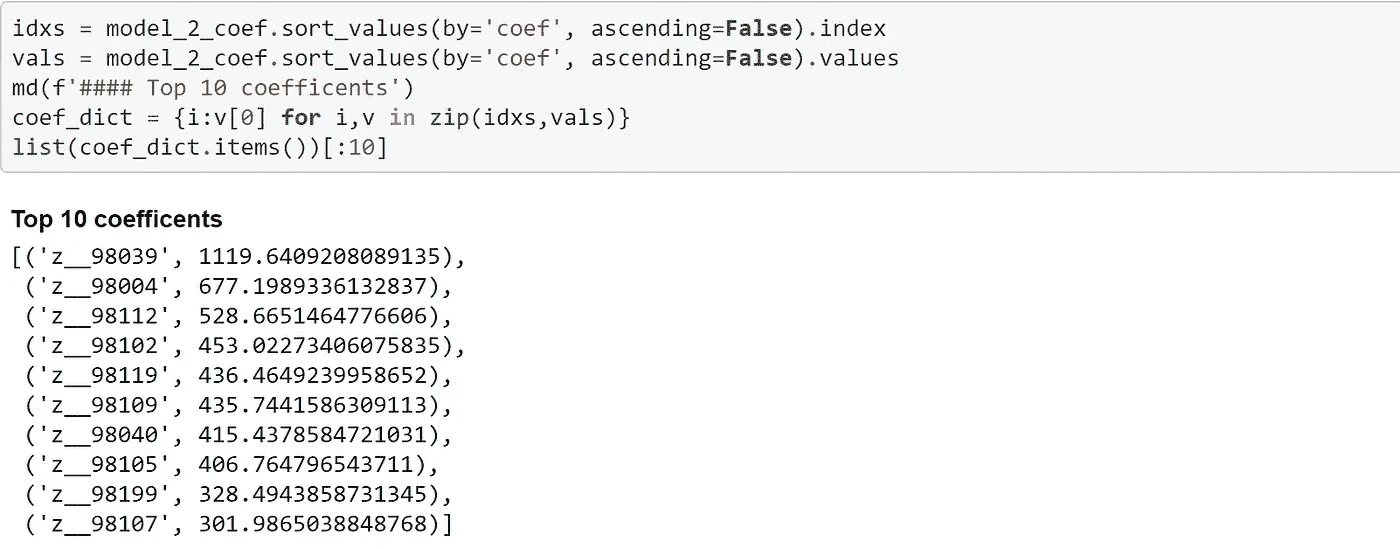 idxs = model_2_coef.sort_values(by='coef', ascending=False).index
vals = model_2_coef.sort_values(by='coef', ascending=False).values
md(f'#### Top 10 coefficents')
coef_dict = {i:v[0] for i,v in zip(idxs,vals)}
list(coef_dict.items())[:10]
Top 10 coefficents
[('z__98039', 1119.6409208089135),
('z__98004', 677.1989336132837),
('z__98112', 528.6651464776606),
('z__98102', 453.02273406075835),
('z__98119', 436.4649239958652),
('z__98109', 435.7441586309113),
('z__98040', 415.4378584721031),
('z__98105', 406.764796543711),
('z__98199', 328.4943858731345),
('z__98107', 301.9865038848768)]